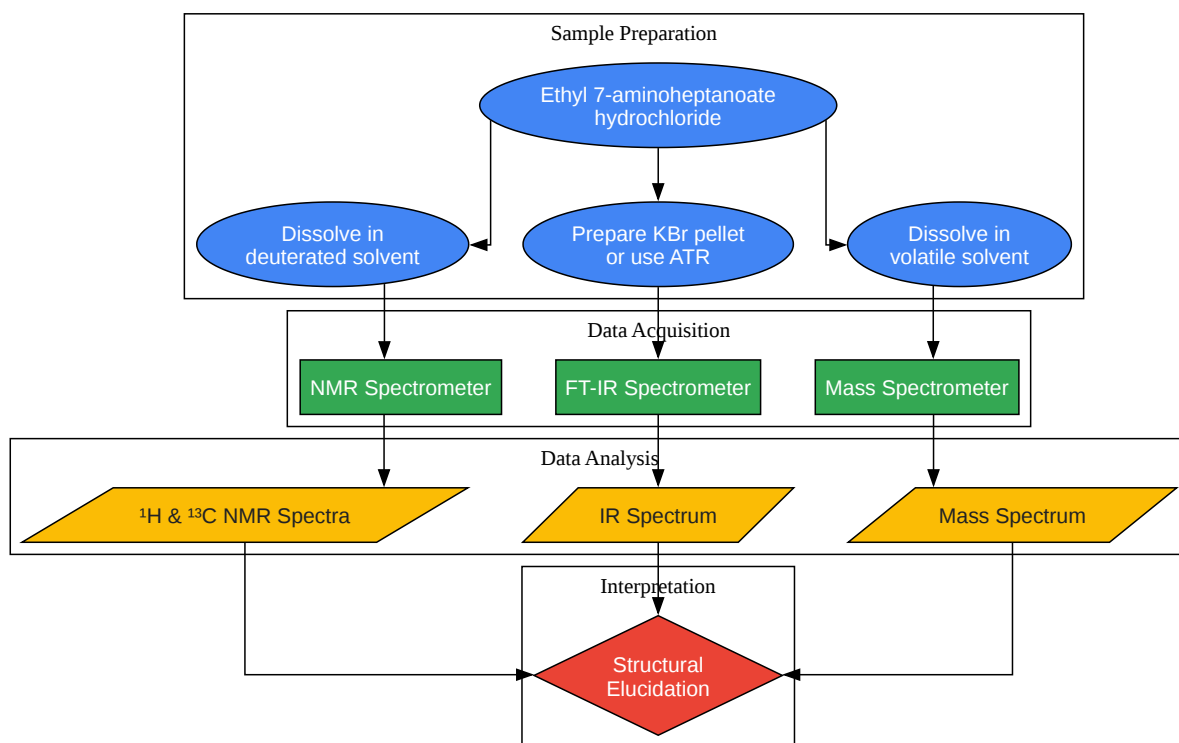 Sample Preparation
Ethyl 7-aminoheptanoate
hydrochloride
Dissolve in
deuterated solvent
Prepare KBr pellet
or use ATR
Dissolve in
volatile solvent
Data Acquisition
NMR Spectrometer
FT-IR Spectrometer
Mass Spectrometer
Data Analysis
¹H & ¹³C NMR Spectra
IR Spectrum
Mass Spectrum
Interpretation
Structural
Elucidation